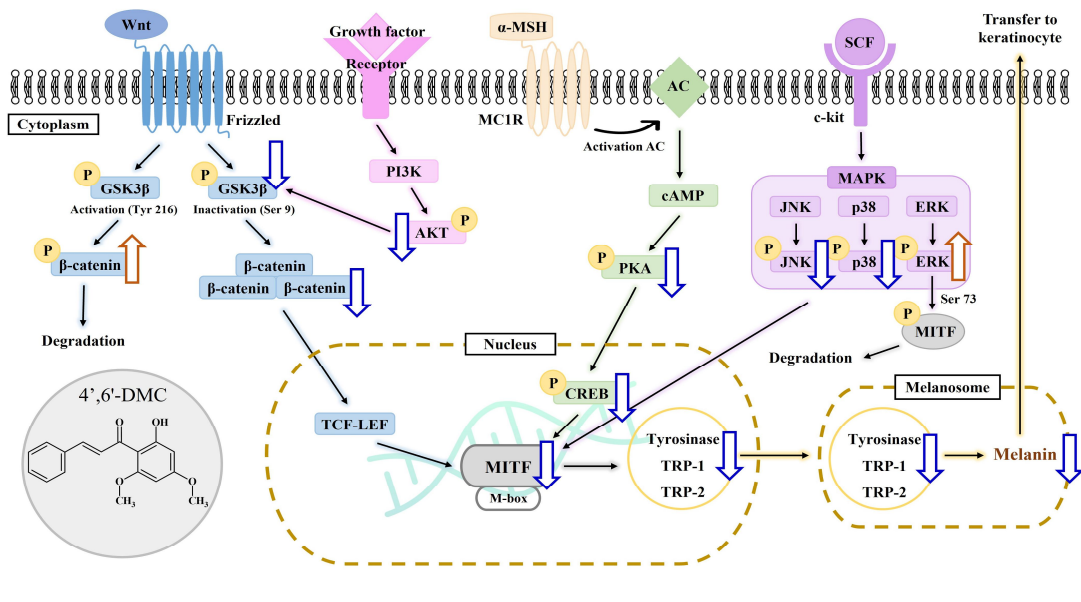 Wnt
Growth factor
Receptor
α-MSH
SCF
Transfer to
keratinocyte
AC
Cytoplasm
Frizzled
MC1R
Activation AC
c-kit
P
GSK3β
Activation (Tyr 216)
P
GSK3β
Inactivation (Ser 9)
PI3K
AKT
P
cAMP
MAPK
JNK
p38
ERK
P
JNK
P
p38
P
ERK
P
β-catenin
β-catenin
β-catenin
β-catenin
P
PKA
Ser 73
P
MITF
Degradation
Degradation
Nucleus
Melanosome
4',6'-DMC
O
OH
O
CH3
O
CH3
P
CREB
TCF-LEF
MITF
M-box
Tyrosinase
TRP-1
TRP-2
Tyrosinase
TRP-1
TRP-2
Melanin